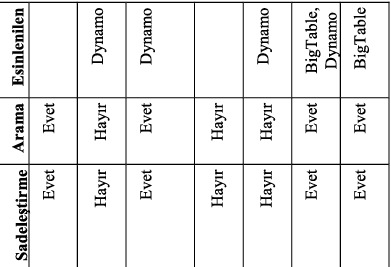 Sadeleştirme Arama Esinlenilen
Evet Evet
Hayır Hayır Dynamo
Evet Evet Dynamo
Hayır Hayır
Hayır Hayır Dynamo
Evet Evet BigTable,
Dynamo
Evet Evet BigTable